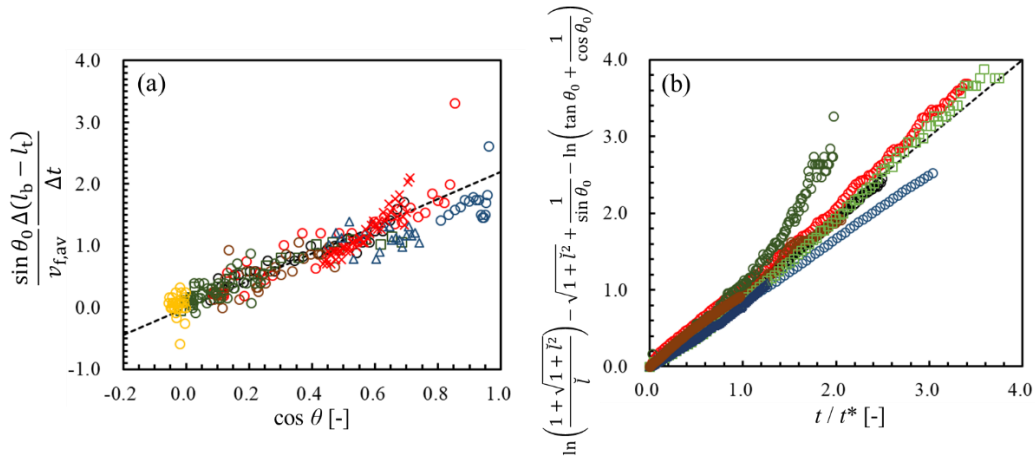 (a)
sin θ₀ Δ(l_b − l_t)
v_f,av Δt
4.0
3.0
2.0
1.0
0.0
-1.0
-0.2 0.0 0.2 0.4 0.6 0.8 1.0
cos θ [-]
(b)
ln((1 + √(1 + l̃²))/l̃) − √(1 + l̃²) + 1/sin θ₀ − ln(tan θ₀ + 1/cos θ₀)
4.0
3.0
2.0
1.0
0.0
0.0 1.0 2.0 3.0 4.0
t / t* [-]